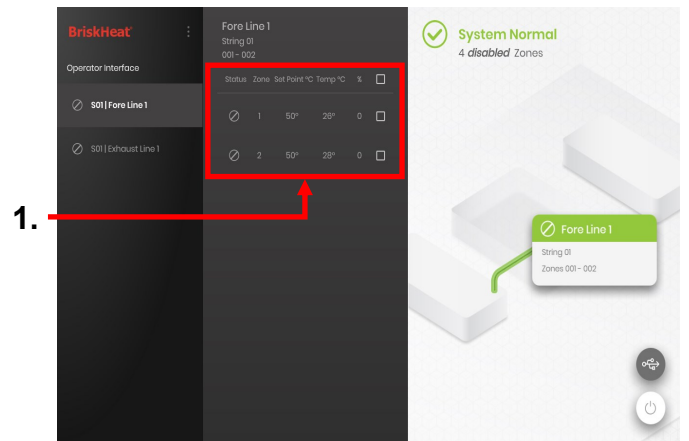 1.
BriskHeat®
Operator Interface
S01 | Fore Line 1
S01 | Exhaust Line 1
Fore Line 1
String 01
001 - 002
Status Zone Set Point °C Temp °C %
1 50° 26° 0
2 50° 28° 0
System Normal
4 disabled Zones
Fore Line 1
String 01
Zones 001 - 002